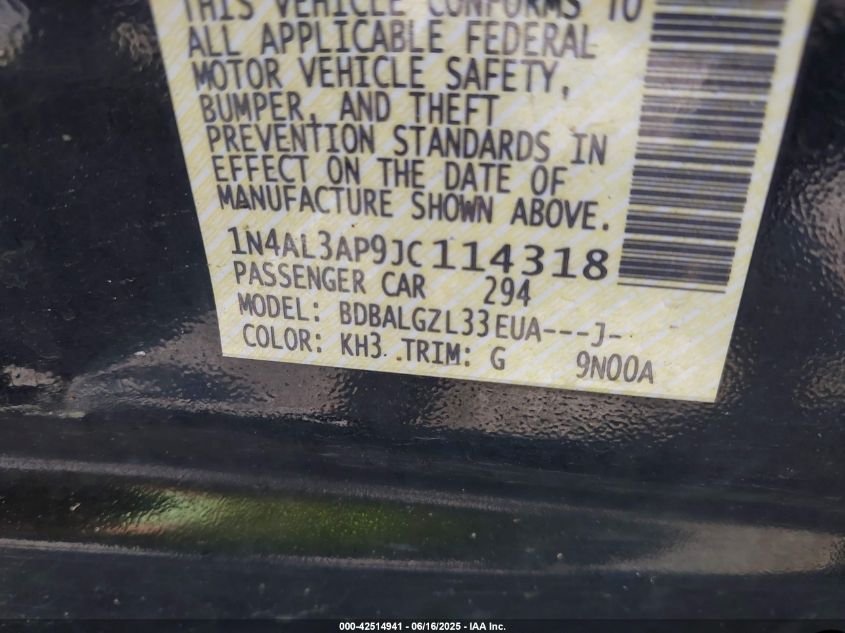 THIS VEHICLE CONFORMS TO
ALL APPLICABLE FEDERAL
MOTOR VEHICLE SAFETY,
BUMPER, AND THEFT
PREVENTION STANDARDS IN
EFFECT ON THE DATE OF
MANUFACTURE SHOWN ABOVE.
1N4AL3AP9JC114318
PASSENGER CAR 294
MODEL: BDBALGZL33EUA---J-
COLOR: KH3 TRIM: G 9N00A
000-42514941 - 06/16/2025 - IAA Inc.